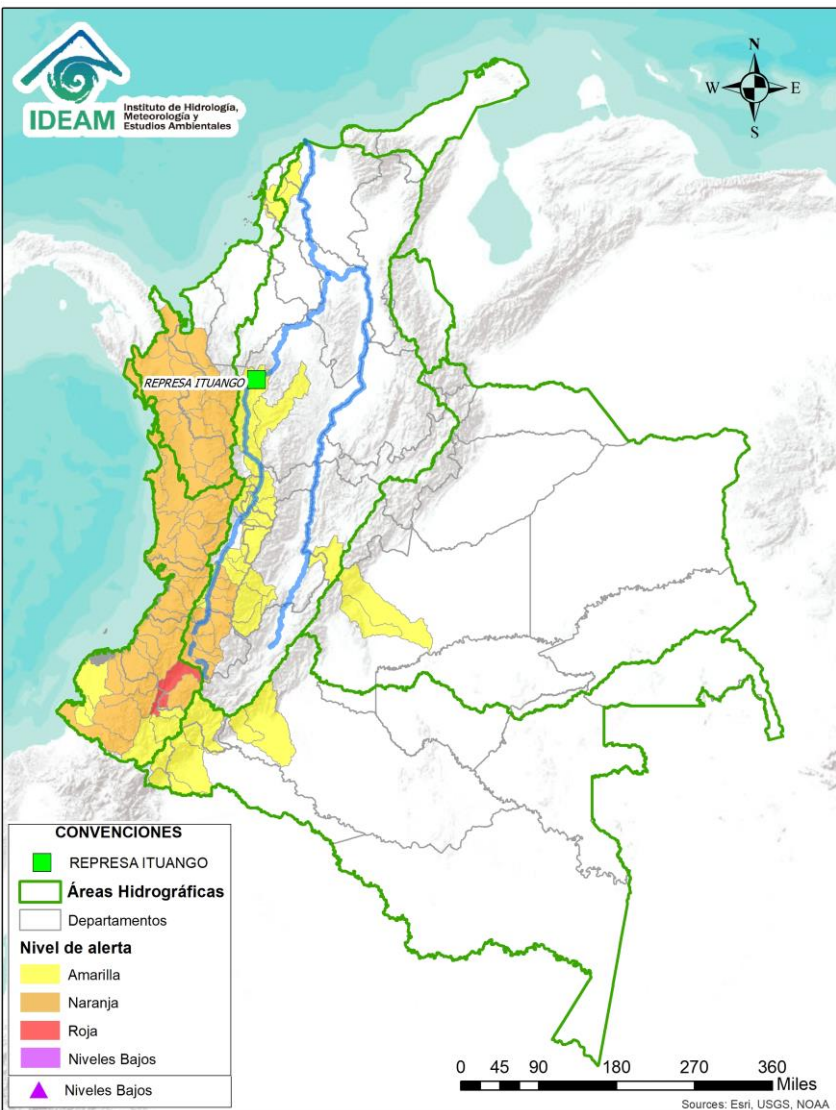 IDEAM
Instituto de Hidrología,
Meteorología y
Estudios Ambientales
N
W
E
S
REPRESA ITUANGO
CONVENCIONES
REPRESA ITUANGO
Áreas Hidrográficas
Departamentos
Nivel de alerta
Amarilla
Naranja
Roja
Niveles Bajos
Niveles Bajos
0 45 90 180 270 360
Miles
Sources: Esri, USGS, NOAA